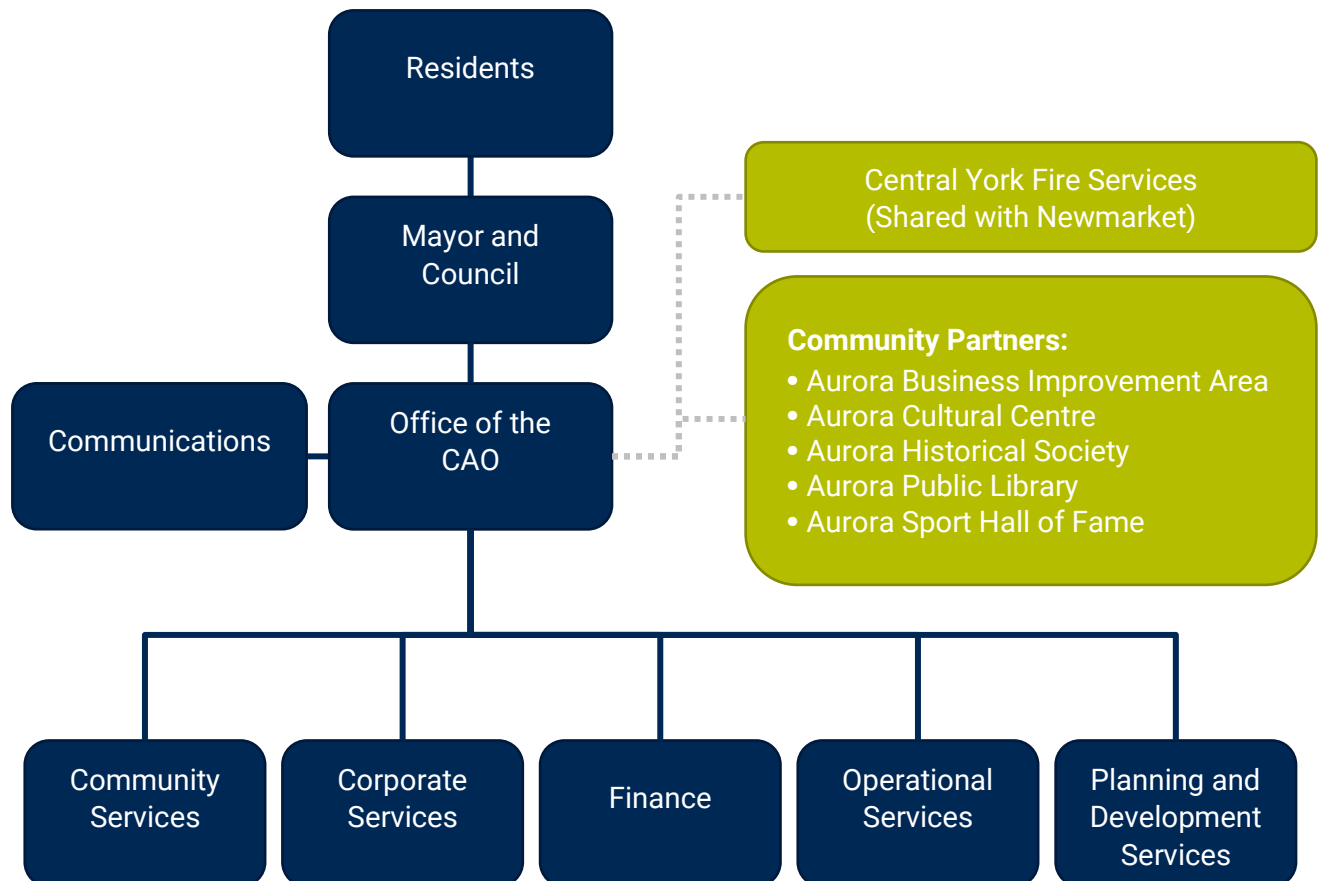 Residents
Central York Fire Services
(Shared with Newmarket)
Mayor and
Council
Community Partners:
• Aurora Business Improvement Area
• Aurora Cultural Centre
• Aurora Historical Society
• Aurora Public Library
• Aurora Sport Hall of Fame
Communications
Office of the
CAO
Community
Services
Corporate
Services
Finance
Operational
Services
Planning and
Development
Services